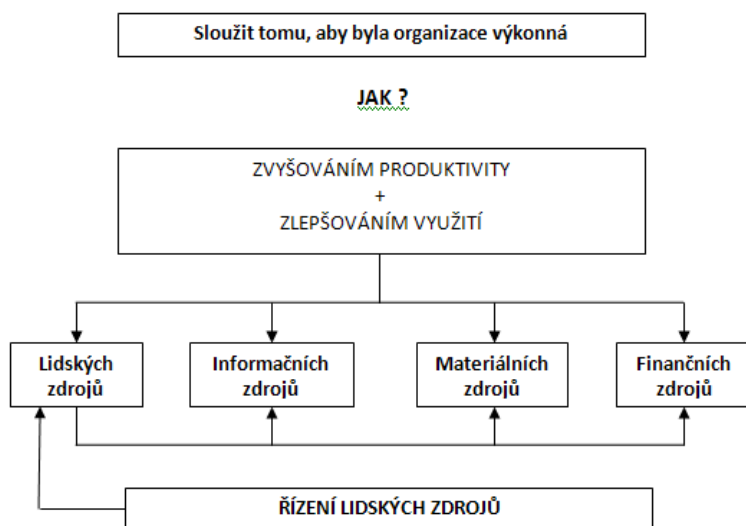 Sloužit tomu, aby byla organizace výkonná
JAK ?
ZVYŠOVÁNÍM PRODUKTIVITY
+
ZLEPŠOVÁNÍM VYUŽITÍ
Lidských
zdrojů
Informačních
zdrojů
Materiálních
zdrojů
Finančních
zdrojů
ŘÍZENÍ LIDSKÝCH ZDROJŮ